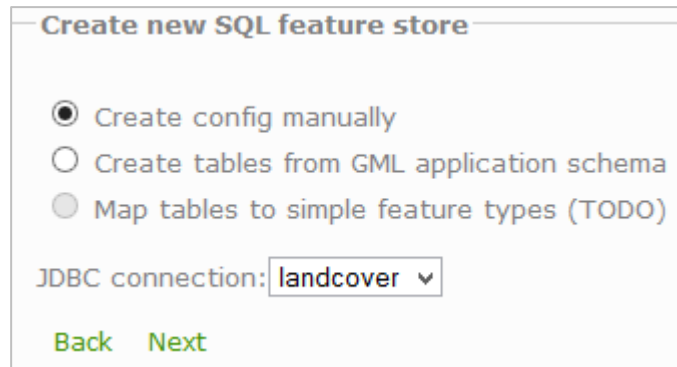 Create new SQL feature store
Create config manually
Create tables from GML application schema
Map tables to simple feature types (TODO)
JDBC connection: landcover
Back Next